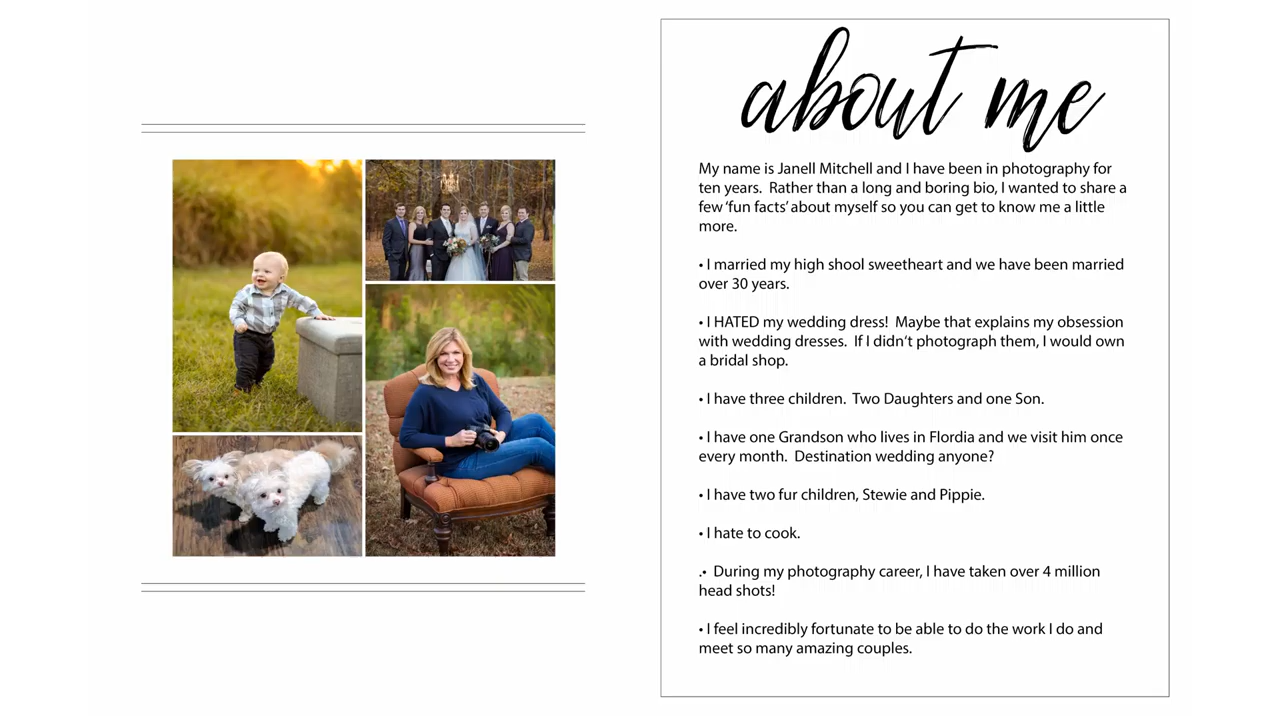 about me
My name is Janell Mitchell and I have been in photography for
ten years.  Rather than a long and boring bio, I wanted to share a
few 'fun facts' about myself so you can get to know me a little
more.
• I married my high shool sweetheart and we have been married
over 30 years.
• I HATED my wedding dress!  Maybe that explains my obsession
with wedding dresses.  If I didn't photograph them, I would own
a bridal shop.
• I have three children.  Two Daughters and one Son.
• I have one Grandson who lives in Flordia and we visit him once
every month.  Destination wedding anyone?
• I have two fur children, Stewie and Pippie.
• I hate to cook.
.•  During my photography career, I have taken over 4 million
head shots!
• I feel incredibly fortunate to be able to do the work I do and
meet so many amazing couples.